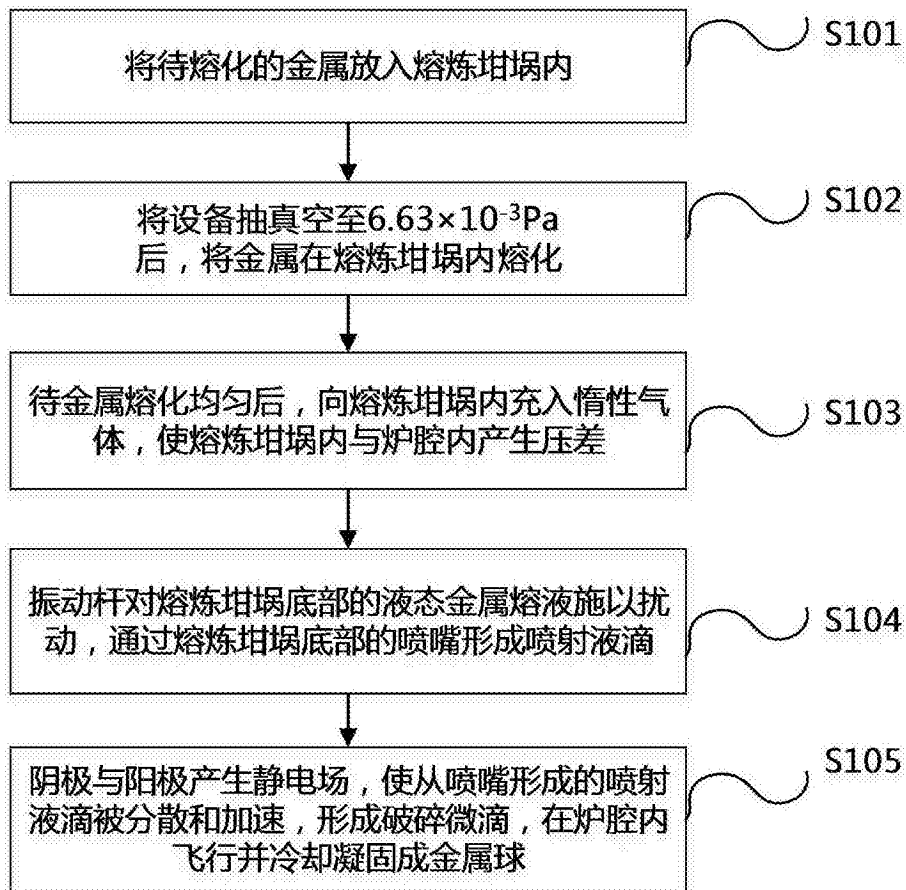 将待熔化的金属放入熔炼坩埚内
S101
将设备抽真空至6.63×10⁻³Pa
后，将金属在熔炼坩埚内熔化
S102
待金属熔化均匀后，向熔炼坩埚内充入惰性气
体，使熔炼坩埚内与炉腔内产生压差
S103
振动杆对熔炼坩埚底部的液态金属熔液施以扰
动，通过熔炼坩埚底部的喷嘴形成喷射液滴
S104
阴极与阳极产生静电场，使从喷嘴形成的喷射
液滴被分散和加速，形成破碎微滴，在炉腔内
飞行并冷却凝固成金属球
S105